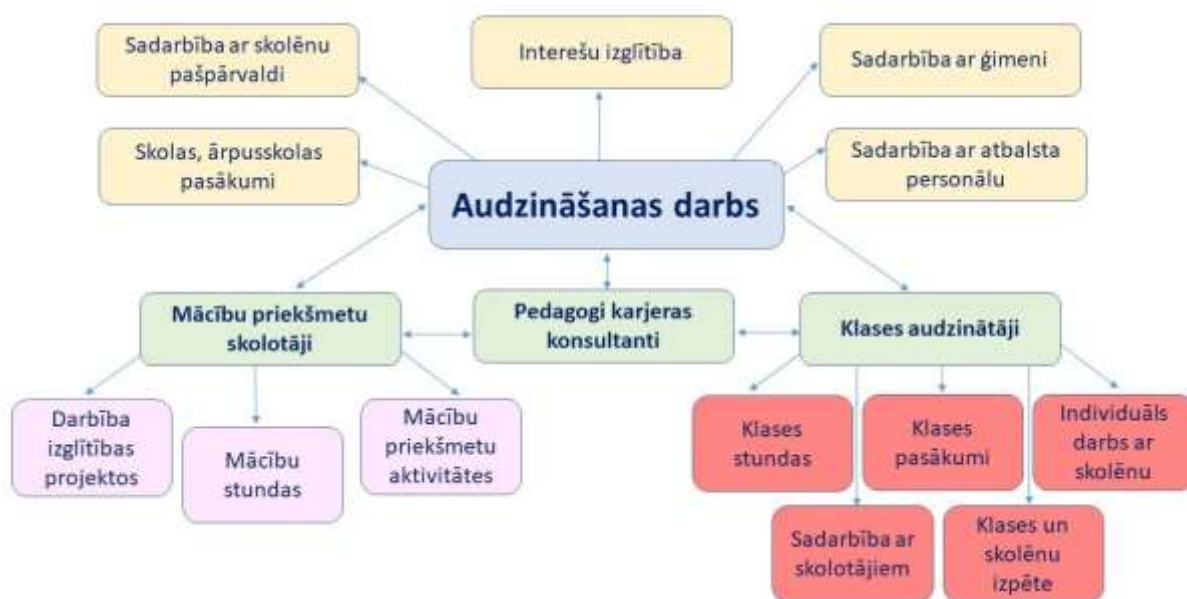 Sadarbība ar skolēnu
pašpārvaldi
Interešu izglītība
Sadarbība ar ģimeni
Skolas, ārpusskolas
pasākumi
Sadarbība ar atbalsta
personālu
Audzināšanas darbs
Mācību priekšmetu
skolotāji
Pedagogi karjeras
konsultanti
Klases audzinātāji
Darbība
izglītības
projektos
Mācību
stundas
Mācību
priekšmetu
aktivitātes
Klases
stundas
Klases
pasākumi
Individuāls
darbs ar
skolēnu
Sadarbība ar
skolotājiem
Klases un
skolēnu
izpēte